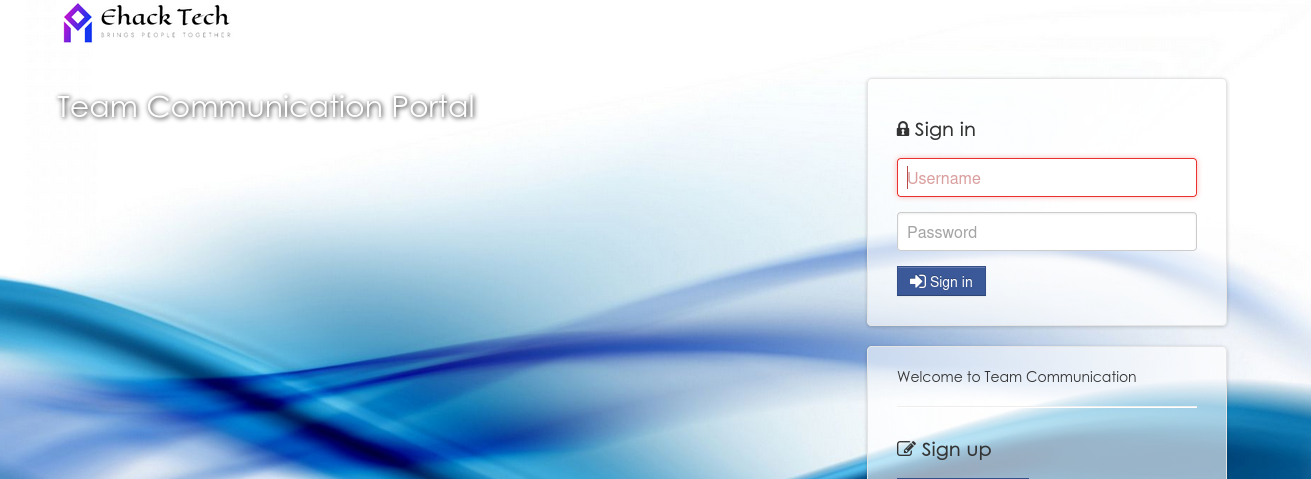 Ehack Tech
BRINGS PEOPLE TOGETHER
Team Communication Portal
Sign in
Username
Password
Sign in
Welcome to Team Communication
Sign up